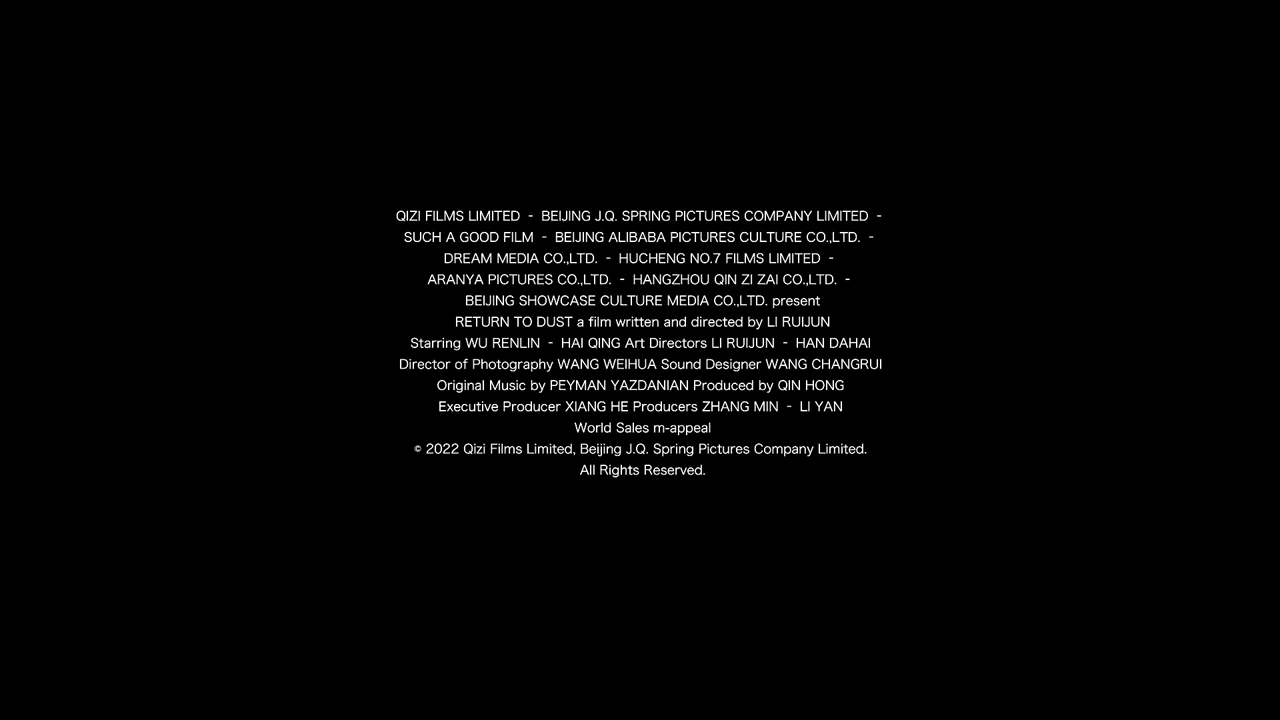 QIZI FILMS LIMITED - BEIJING J.Q. SPRING PICTURES COMPANY LIMITED -
SUCH A GOOD FILM - BEIJING ALIBABA PICTURES CULTURE CO.,LTD. -
DREAM MEDIA CO.,LTD. - HUCHENG NO.7 FILMS LIMITED -
ARANYA PICTURES CO.,LTD. - HANGZHOU QIN ZI ZAI CO.,LTD. -
BEIJING SHOWCASE CULTURE MEDIA CO.,LTD. present
RETURN TO DUST a film written and directed by LI RUIJUN
Starring WU RENLIN - HAI QING Art Directors LI RUIJUN - HAN DAHAI
Director of Photography WANG WEIHUA Sound Designer WANG CHANGRUI
Original Music by PEYMAN YAZDANIAN Produced by QIN HONG
Executive Producer XIANG HE Producers ZHANG MIN - LI YAN
World Sales m-appeal
© 2022 Qizi Films Limited, Beijing J.Q. Spring Pictures Company Limited.
All Rights Reserved.